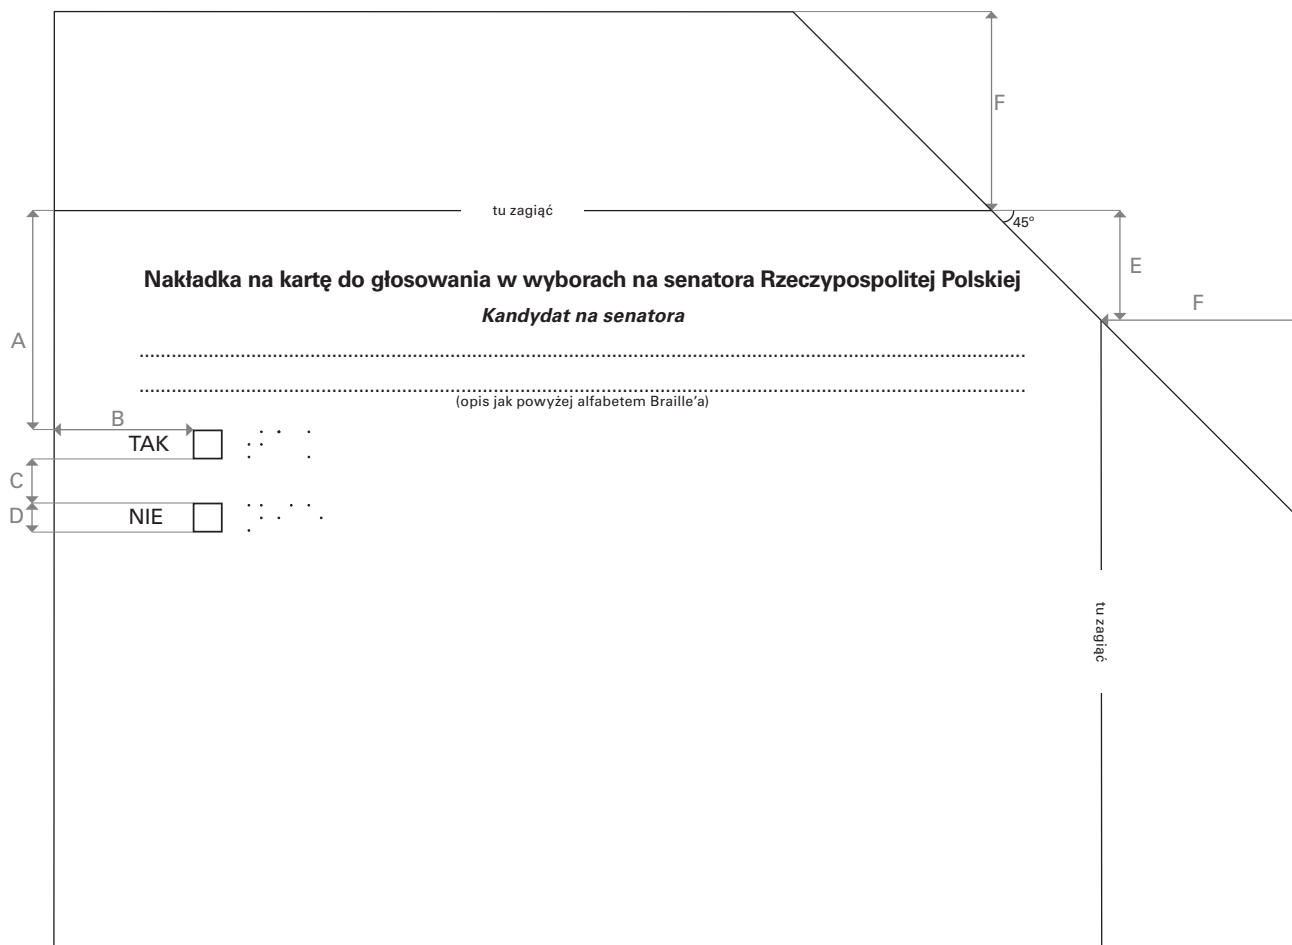 F
tu zagiąć
45°
E
Nakładka na kartę do głosowania w wyborach na senatora Rzeczypospolitej Polskiej
F
Kandydat na senatora
A
(opis jak powyżej alfabetem Braille’a)
B
TAK
C
D
NIE
tu zagiąć